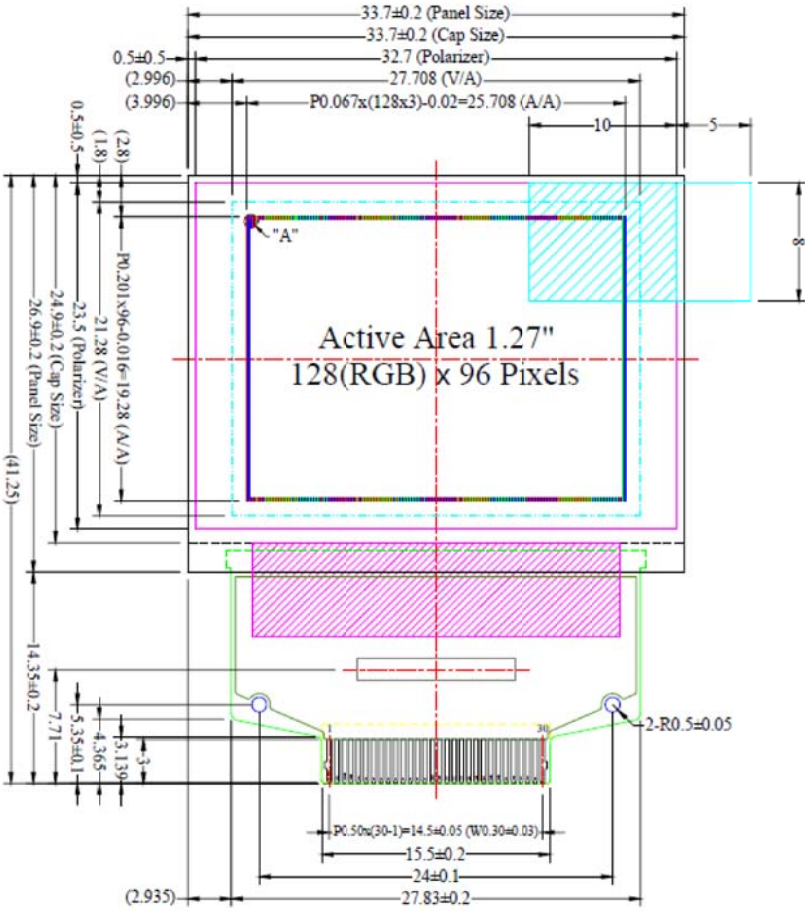 33.7±0.2 (Panel Size)
33.7±0.2 (Cap Size)
0.5±0.5
32.7 (Polarizer)
(2.996)
27.708 (V/A)
(3.996)
P0.067x(128x3)-0.02=25.708 (A/A)
10
5
0.5±0.5
(1.8)
(2.8)
8
"A"
P0.201x96-0.016=19.28 (A/A)
21.28 (V/A)
23.5 (Polarizer)
24.9±0.2 (Cap Size)
26.9±0.2 (Panel Size)
(41.25)
Active Area 1.27"
128(RGB) x 96 Pixels
14.35±0.2
7.71
5.35±0.1
4.365
3.139
3
1
30
2-R0.5±0.05
P0.50x(30-1)=14.5±0.05 (W0.30±0.03)
15.5±0.2
24±0.1
(2.935)
27.83±0.2